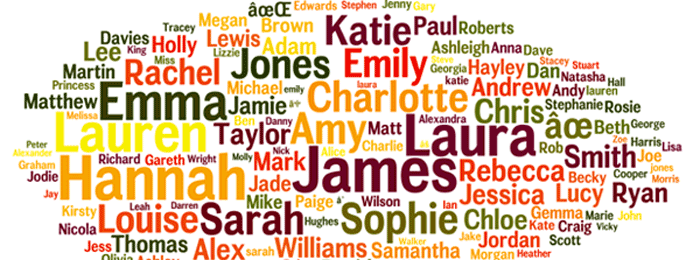 âœŒ Edwards Stephen Jenny Gary
Tracey Megan Brown Katie Paul Roberts
Davies King Holly Lewis Lizzie Adam Ashleigh Anna Dave
Lee Miss Jones Emily Steve Georgia Hayley Dan Stacey Stuart
Martin Rachel laura katie Andrew Andy Natasha Hall lauren
Princess Emma Michael emily Charlotte Chris Stephanie Rosie
Matthew Jamie Alexandra âœ Beth George
Melissa Lauren Taylor Ben Danny Amy Matt Laura Rob Zoe Harris Lisa
Peter Alexander Nick Alice Charlie Smith Joe
Graham Richard Gareth Wright Molly Mark James Rebecca Becky Cooper jones Morris
Jodie Hannah Jade Jessica Lucy Ryan
Jay Leah Darren Mike Paige Wilson Ian Gemma Marie John
Kirsty Louise Sarah Hughes Sophie Chloe Kate Craig Vicky
Nicola Jess Thomas Alex sarah Williams Walker Samantha Jake Jordan Scott
Morgan Heather